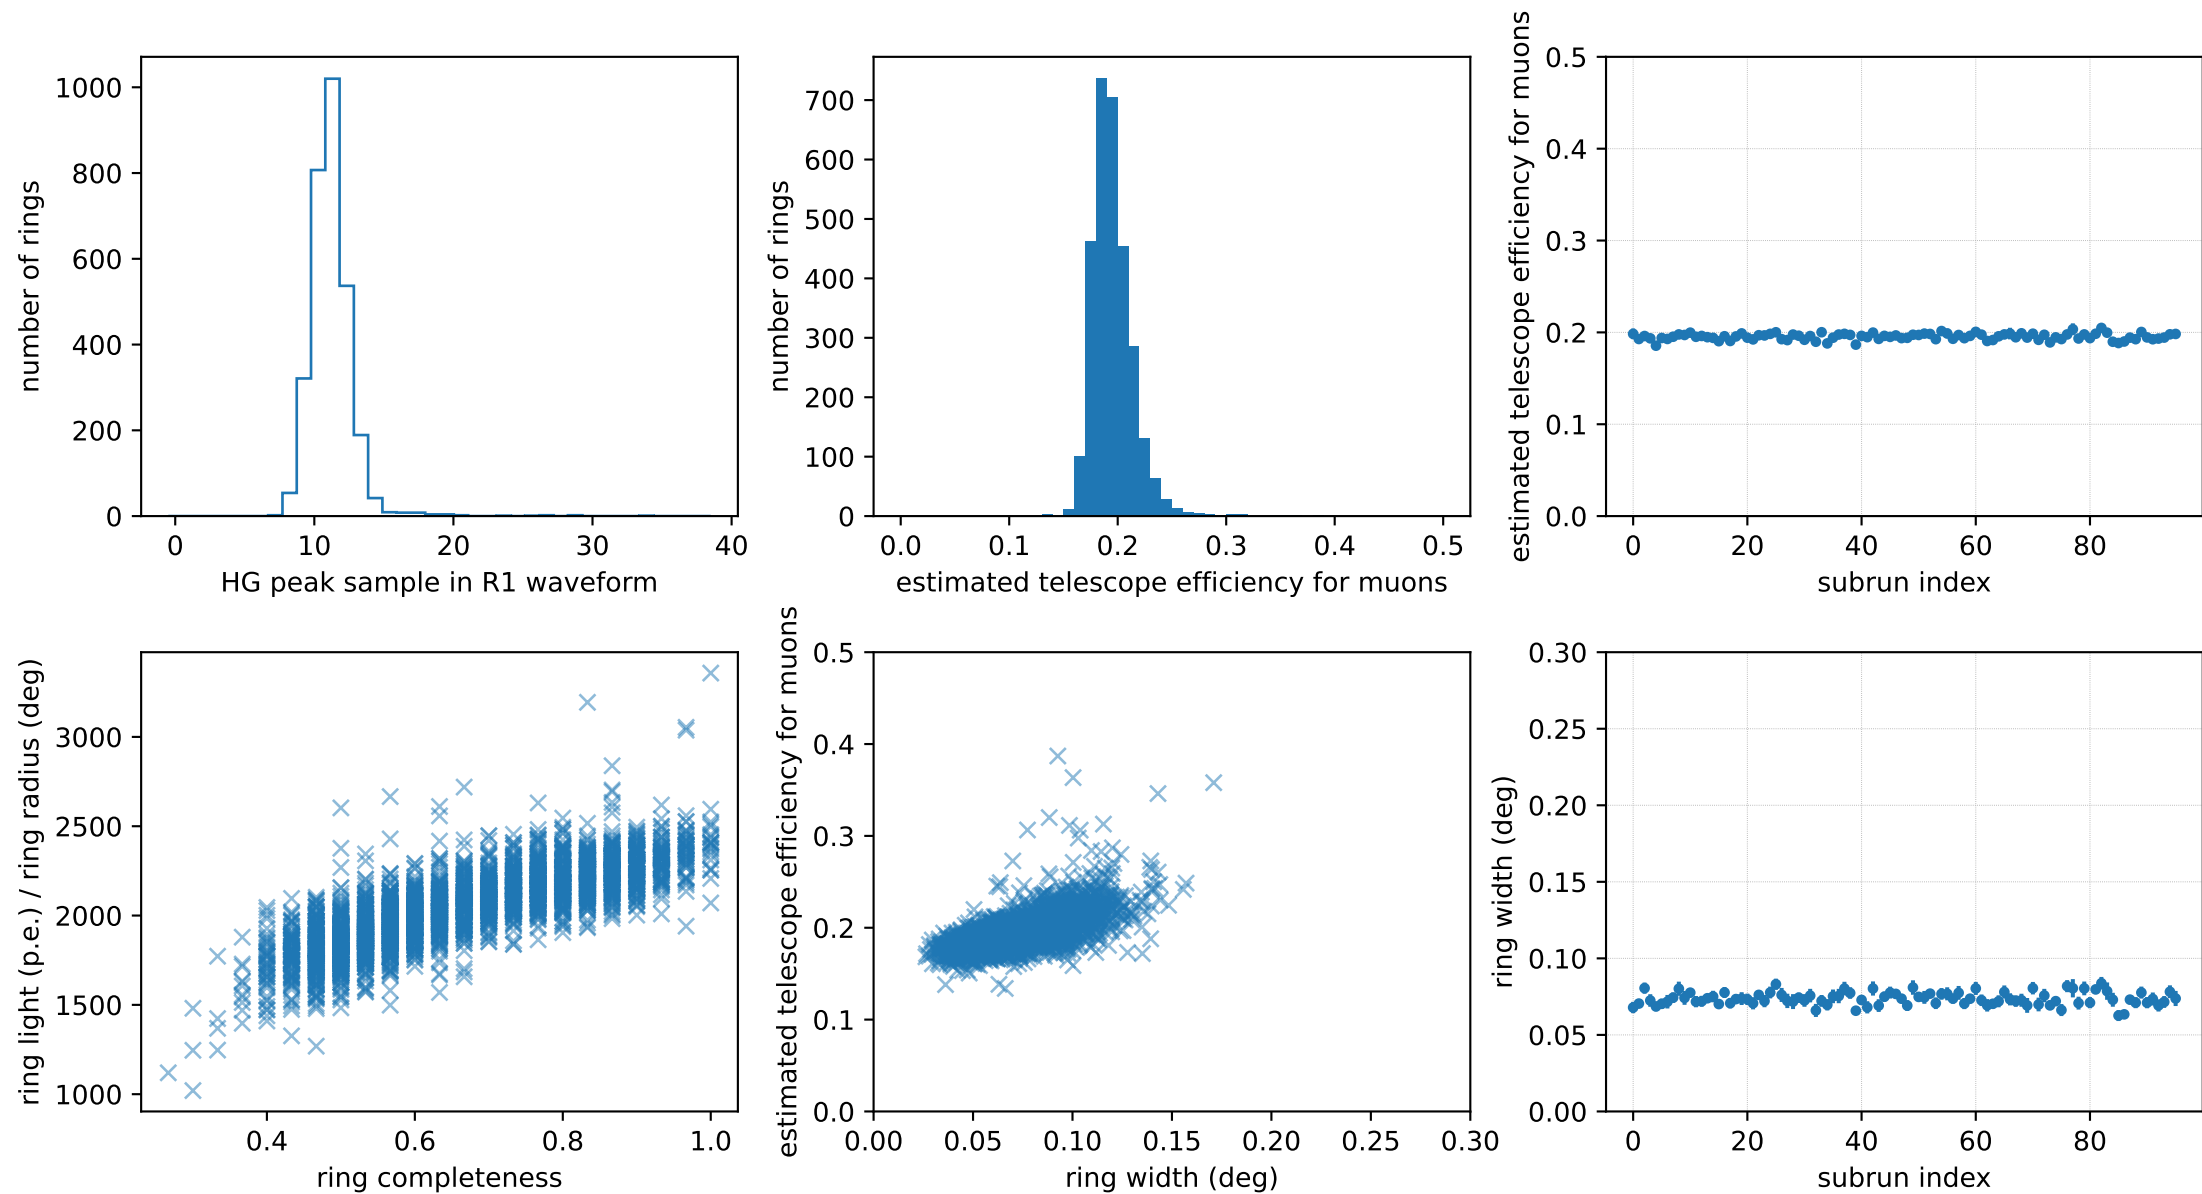 number of rings
1000
800
600
400
200
0
0 10 20 30 40
HG peak sample in R1 waveform
number of rings
700
600
500
400
300
200
100
0
0.0 0.1 0.2 0.3 0.4 0.5
estimated telescope efficiency for muons
estimated telescope efficiency for muons
0.5
0.4
0.3
0.2
0.1
0.0
0 20 40 60 80
subrun index
ring light (p.e.) / ring radius (deg)
3000
2500
2000
1500
1000
0.4 0.6 0.8 1.0
ring completeness
estimated telescope efficiency for muons
0.5
0.4
0.3
0.2
0.1
0.0
0.00 0.05 0.10 0.15 0.20 0.25 0.30
ring width (deg)
ring width (deg)
0.30
0.25
0.20
0.15
0.10
0.05
0.00
0 20 40 60 80
subrun index